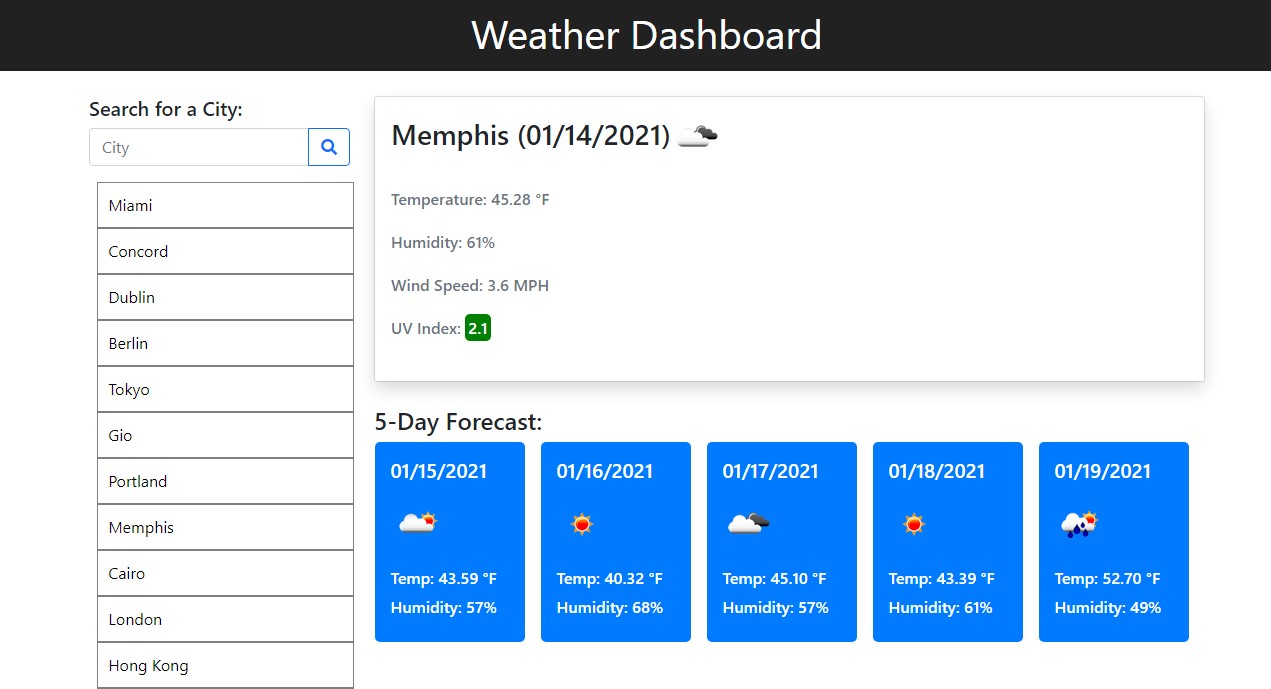 Weather Dashboard
Search for a City:
City
Miami
Concord
Dublin
Berlin
Tokyo
Gio
Portland
Memphis
Cairo
London
Hong Kong
Memphis (01/14/2021)
Temperature: 45.28 °F
Humidity: 61%
Wind Speed: 3.6 MPH
UV Index: 2.1
5-Day Forecast:
01/15/2021
Temp: 43.59 °F
Humidity: 57%
01/16/2021
Temp: 40.32 °F
Humidity: 68%
01/17/2021
Temp: 45.10 °F
Humidity: 57%
01/18/2021
Temp: 43.39 °F
Humidity: 61%
01/19/2021
Temp: 52.70 °F
Humidity: 49%